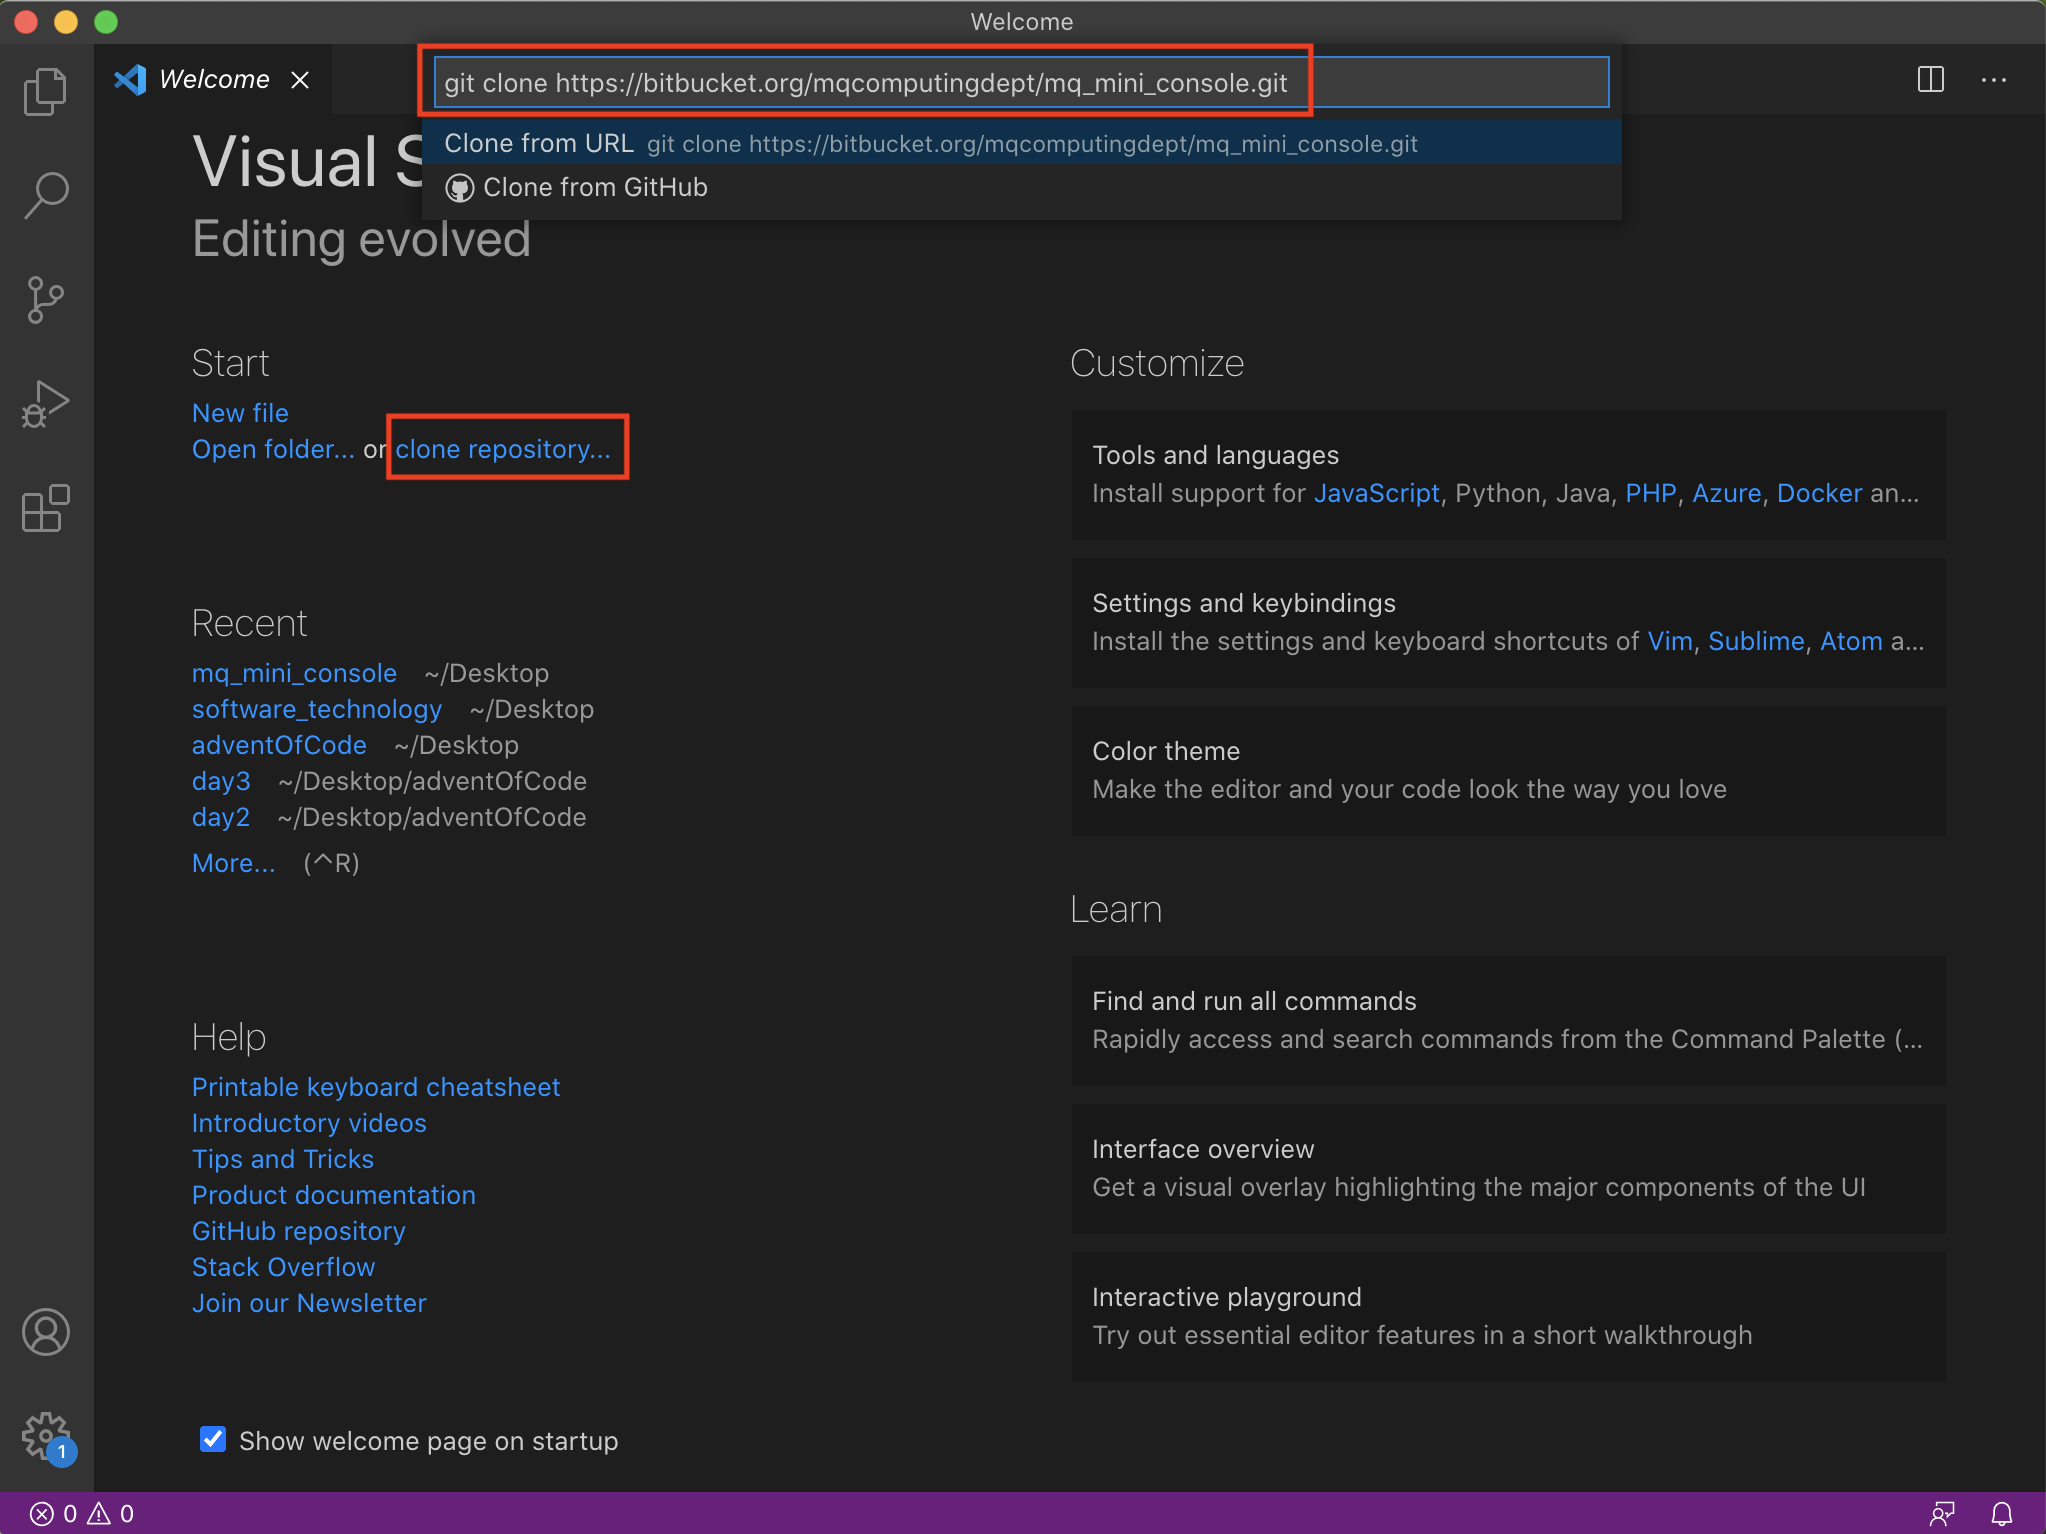 Welcome
Welcome
git clone https://bitbucket.org/mqcomputingdept/mq_mini_console.git
Clone from URL git clone https://bitbucket.org/mqcomputingdept/mq_mini_console.git
Clone from GitHub
Visual
Editing evolved
Start
New file
Open folder... or clone repository...
Recent
mq_mini_console ~/Desktop
software_technology ~/Desktop
adventOfCode ~/Desktop
day3 ~/Desktop/adventOfCode
day2 ~/Desktop/adventOfCode
More... (^R)
Help
Printable keyboard cheatsheet
Introductory videos
Tips and Tricks
Product documentation
GitHub repository
Stack Overflow
Join our Newsletter
Show welcome page on startup
Customize
Tools and languages
Install support for JavaScript, Python, Java, PHP, Azure, Docker an...
Settings and keybindings
Install the settings and keyboard shortcuts of Vim, Sublime, Atom a...
Color theme
Make the editor and your code look the way you love
Learn
Find and run all commands
Rapidly access and search commands from the Command Palette (...
Interface overview
Get a visual overlay highlighting the major components of the UI
Interactive playground
Try out essential editor features in a short walkthrough
1
0 0